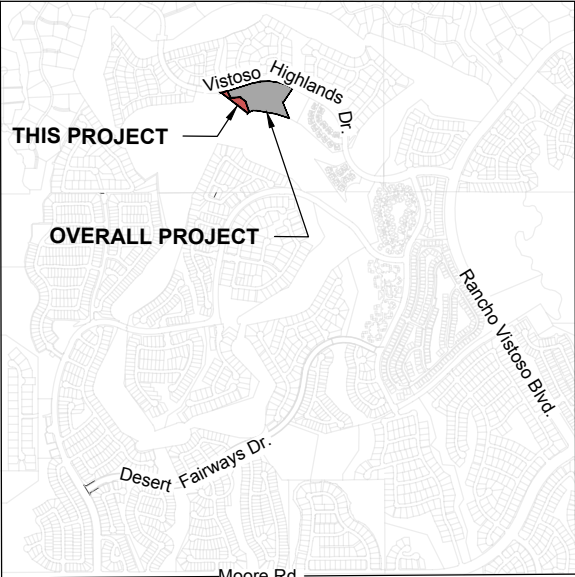 Vistoso Highlands Dr.
THIS PROJECT
OVERALL PROJECT
Rancho Vistoso Blvd.
Desert Fairways Dr.
Moore Rd